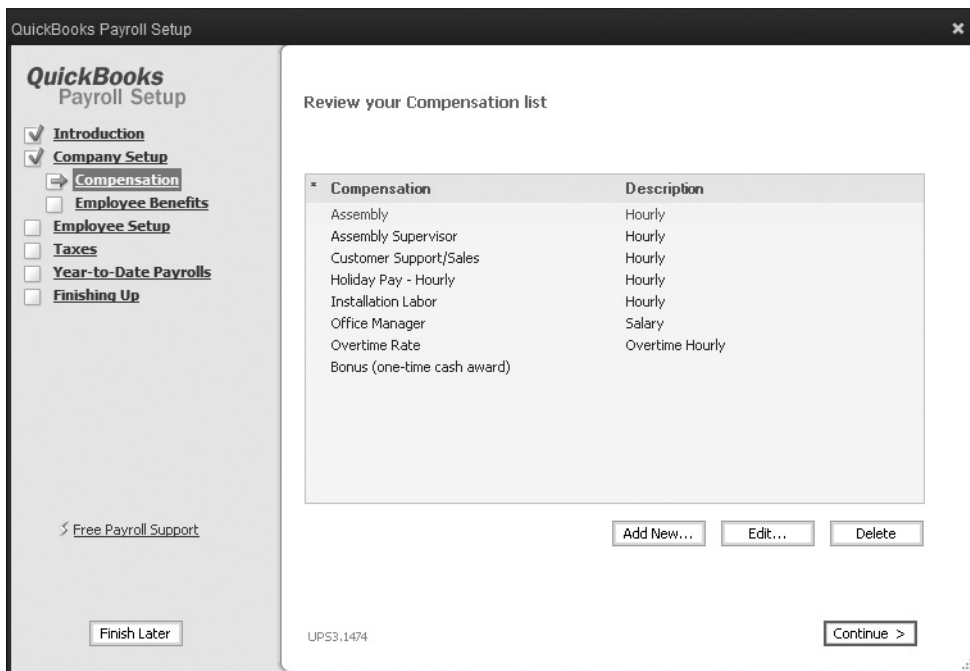 QuickBooks Payroll Setup
QuickBooks
Payroll Setup
Introduction
Company Setup
Compensation
Employee Benefits
Employee Setup
Taxes
Year-to-Date Payrolls
Finishing Up
Free Payroll Support
Finish Later
Review your Compensation list
* Compensation Description
Assembly Hourly
Assembly Supervisor Hourly
Customer Support/Sales Hourly
Holiday Pay - Hourly Hourly
Installation Labor Hourly
Office Manager Salary
Overtime Rate Overtime Hourly
Bonus (one-time cash award)
Add New... Edit... Delete
UPS3.1474
Continue >